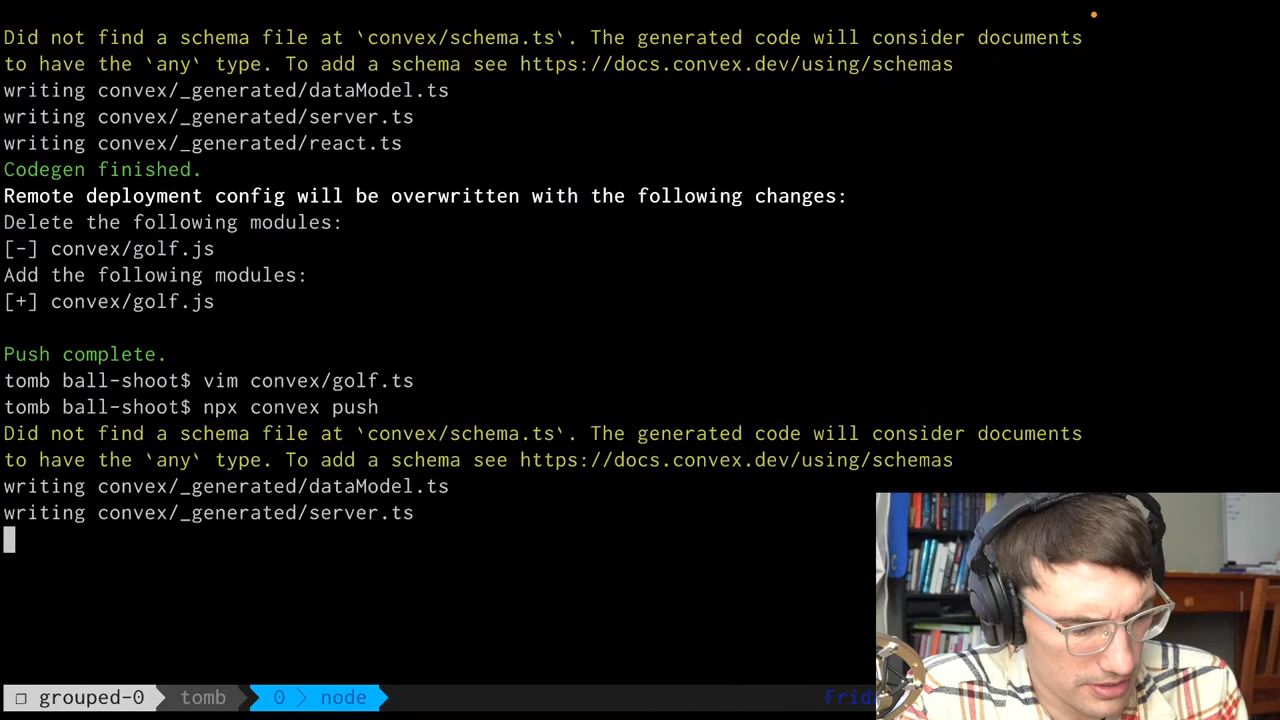 Did not find a schema file at `convex/schema.ts`. The generated code will consider documents
to have the `any` type. To add a schema see https://docs.convex.dev/using/schemas
writing convex/_generated/dataModel.ts
writing convex/_generated/server.ts
writing convex/_generated/react.ts
Codegen finished.
Remote deployment config will be overwritten with the following changes:
Delete the following modules:
[-] convex/golf.js
Add the following modules:
[+] convex/golf.js
Push complete.
tomb ball-shoot$ vim convex/golf.ts
tomb ball-shoot$ npx convex push
Did not find a schema file at `convex/schema.ts`. The generated code will consider documents
to have the `any` type. To add a schema see https://docs.convex.dev/using/schemas
writing convex/_generated/dataModel.ts
writing convex/_generated/server.ts
grouped-0 tomb 0 node